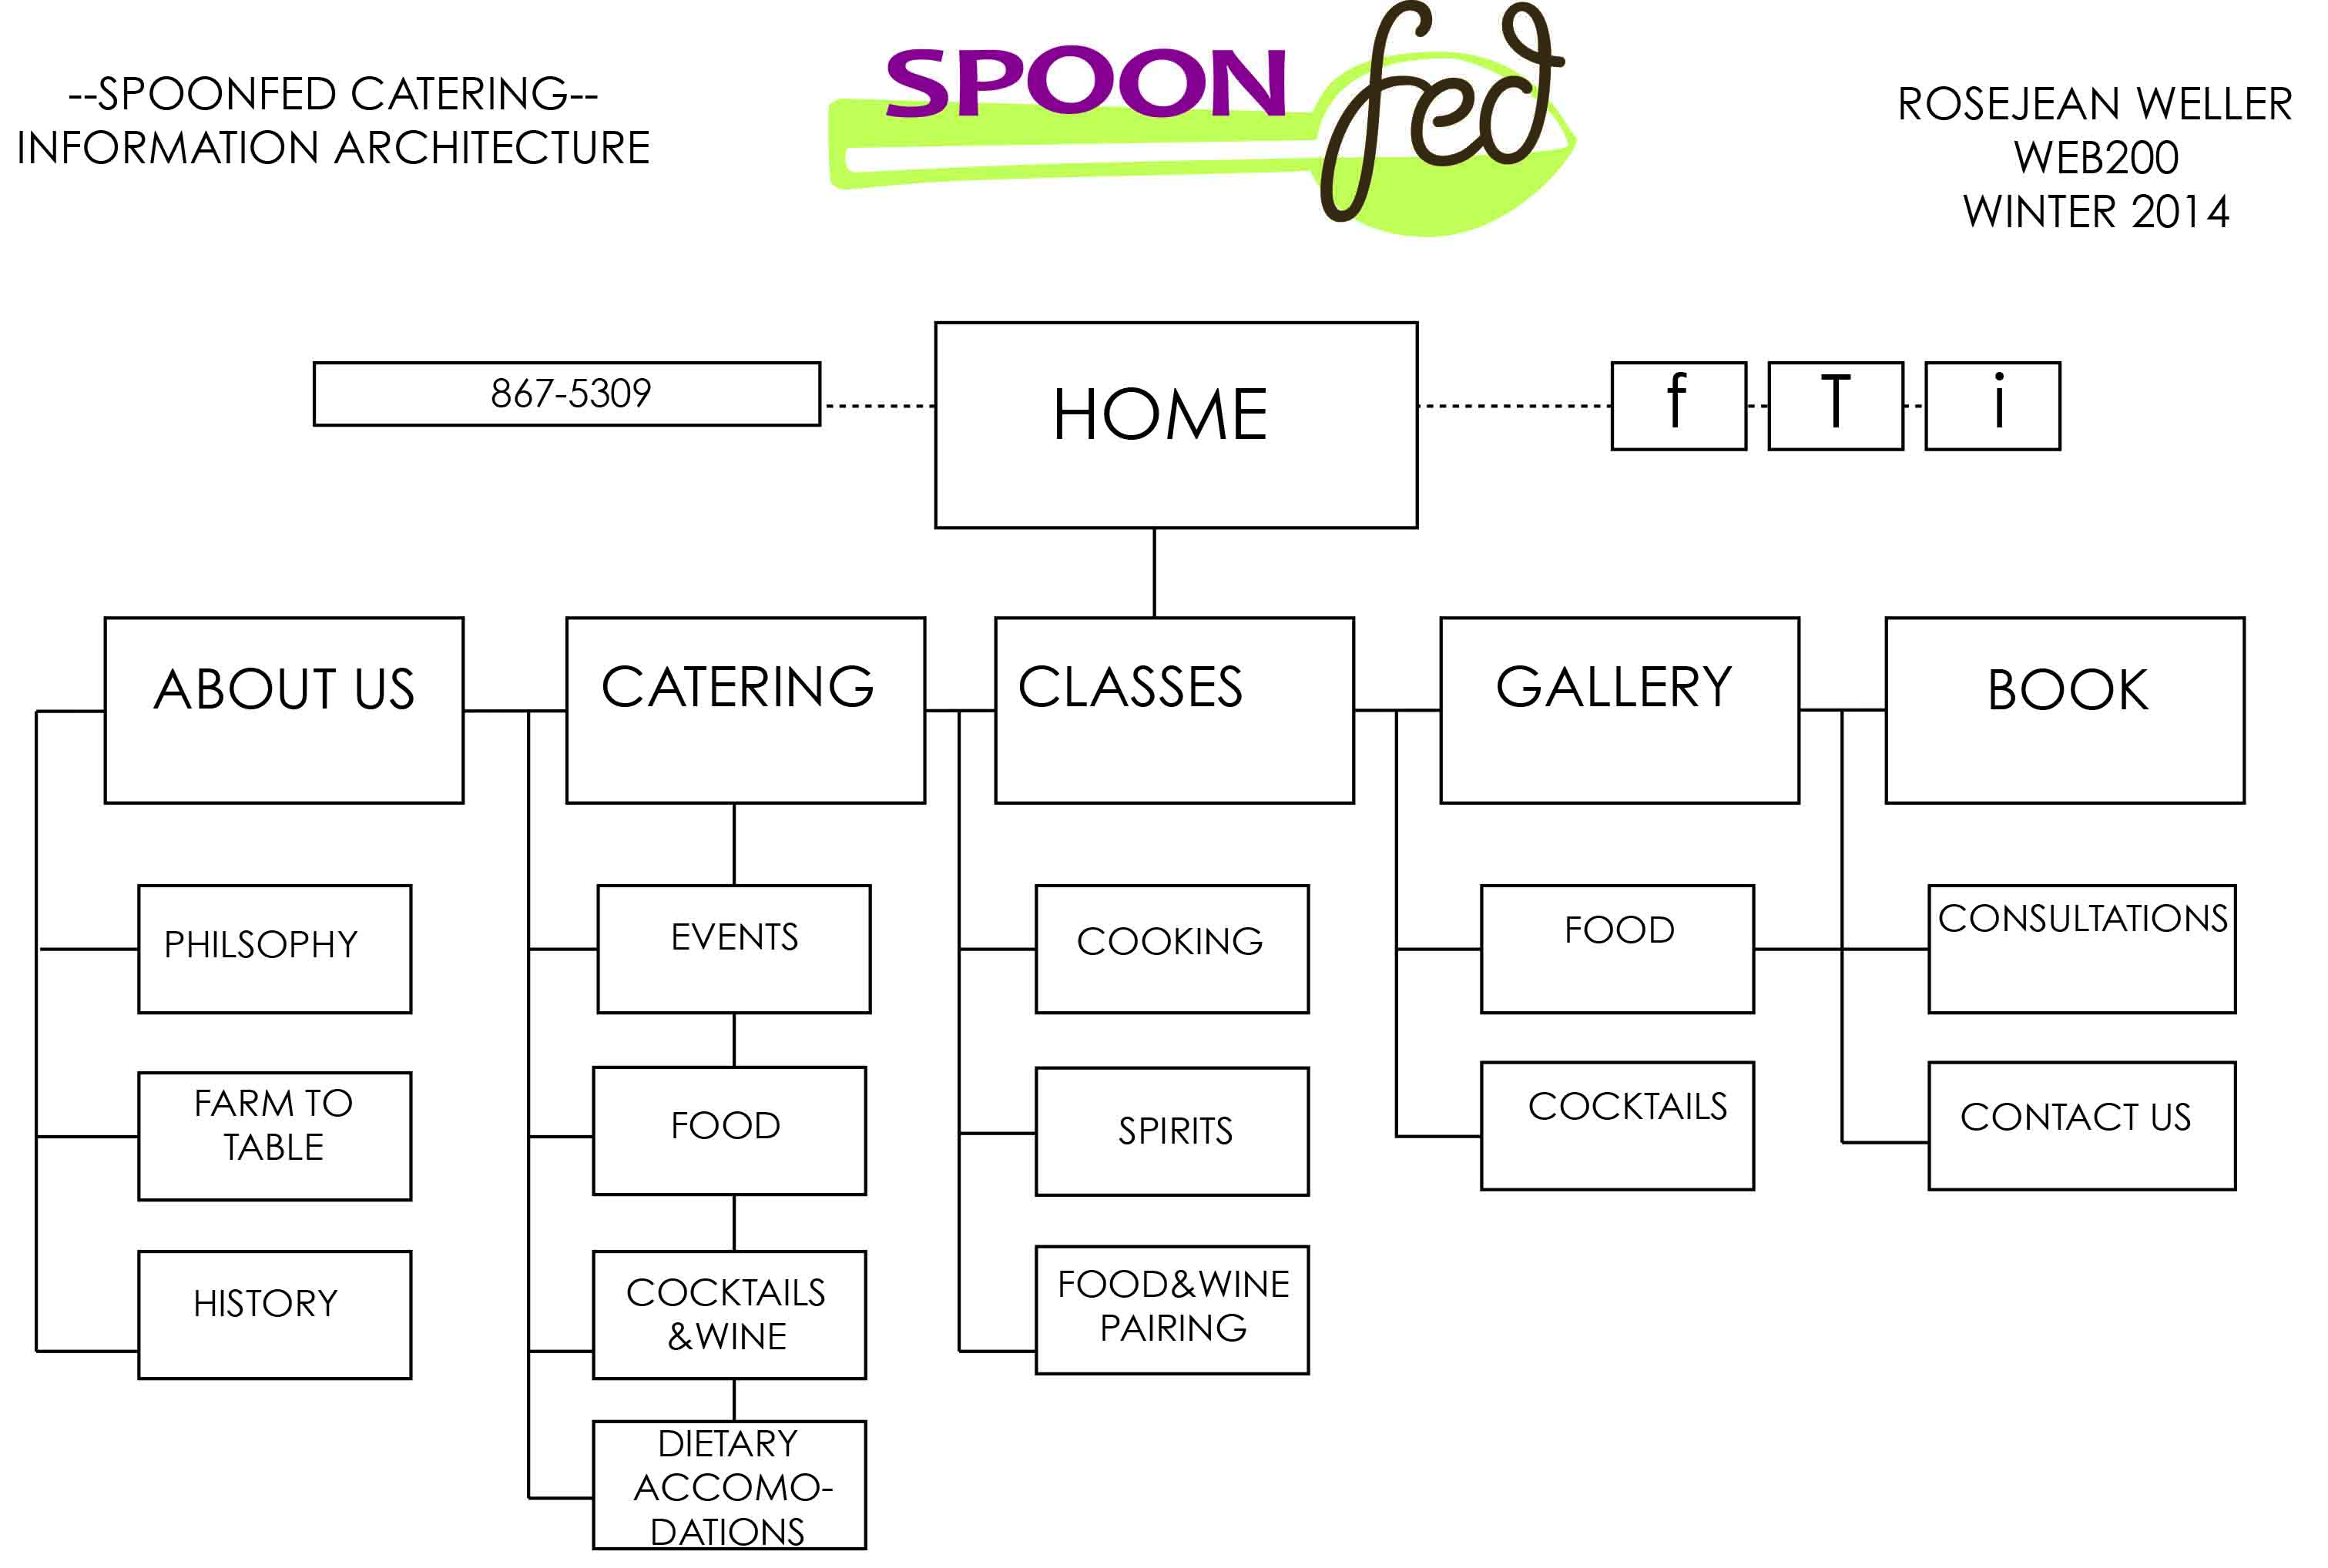 --SPOONFED CATERING--
INFORMATION ARCHITECTURE
SPOON fed
ROSEJEAN WELLER
WEB200
WINTER 2014
867-5309
HOME
f
T
i
ABOUT US
CATERING
CLASSES
GALLERY
BOOK
PHILSOPHY
FARM TO
TABLE
HISTORY
EVENTS
FOOD
COCKTAILS
&WINE
DIETARY
ACCOMO-
DATIONS
COOKING
SPIRITS
FOOD&WINE
PAIRING
FOOD
COCKTAILS
CONSULTATIONS
CONTACT US